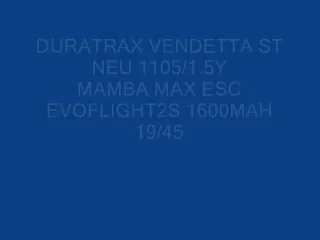 DURATRAX VENDETTA ST
NEU 1105/1.5Y
MAMBA MAX ESC
EVOFLIGHT2S 1600MAH
19/45